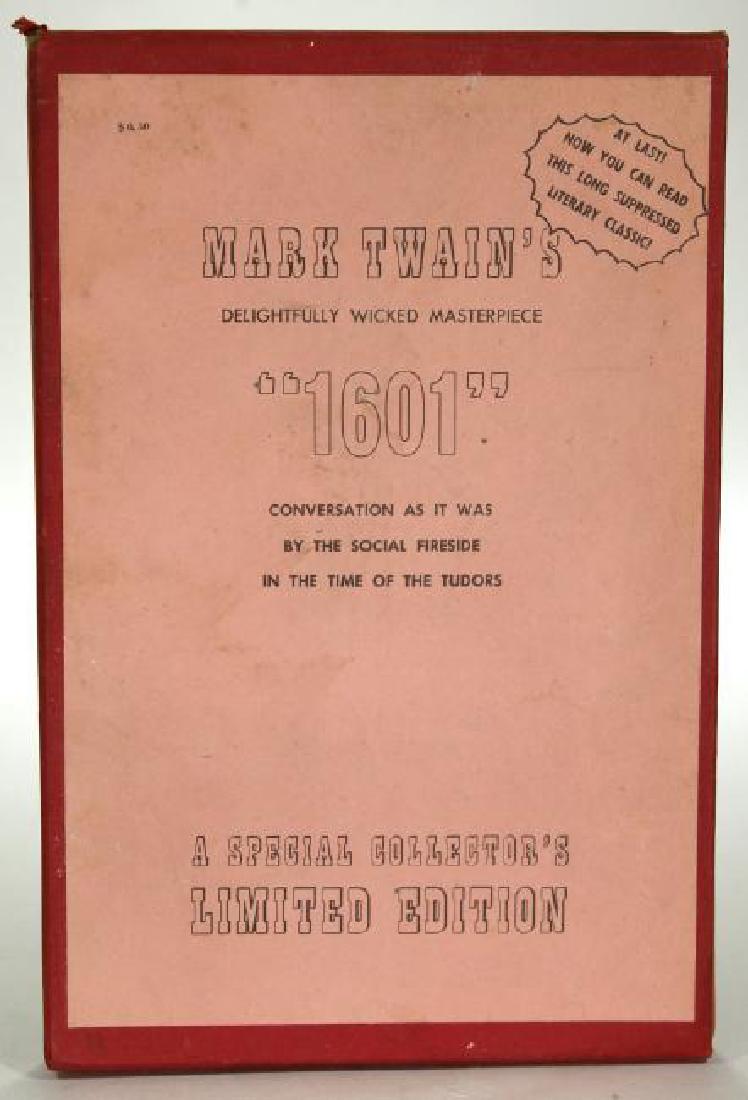 AT LAST!
NOW YOU CAN READ
THIS LONG SUPPRESSED
LITERARY CLASSIC!
MARK TWAIN'S
DELIGHTFULLY WICKED MASTERPIECE
“1601”
CONVERSATION AS IT WAS
BY THE SOCIAL FIRESIDE
IN THE TIME OF THE TUDORS
A SPECIAL COLLECTOR'S
LIMITED EDITION